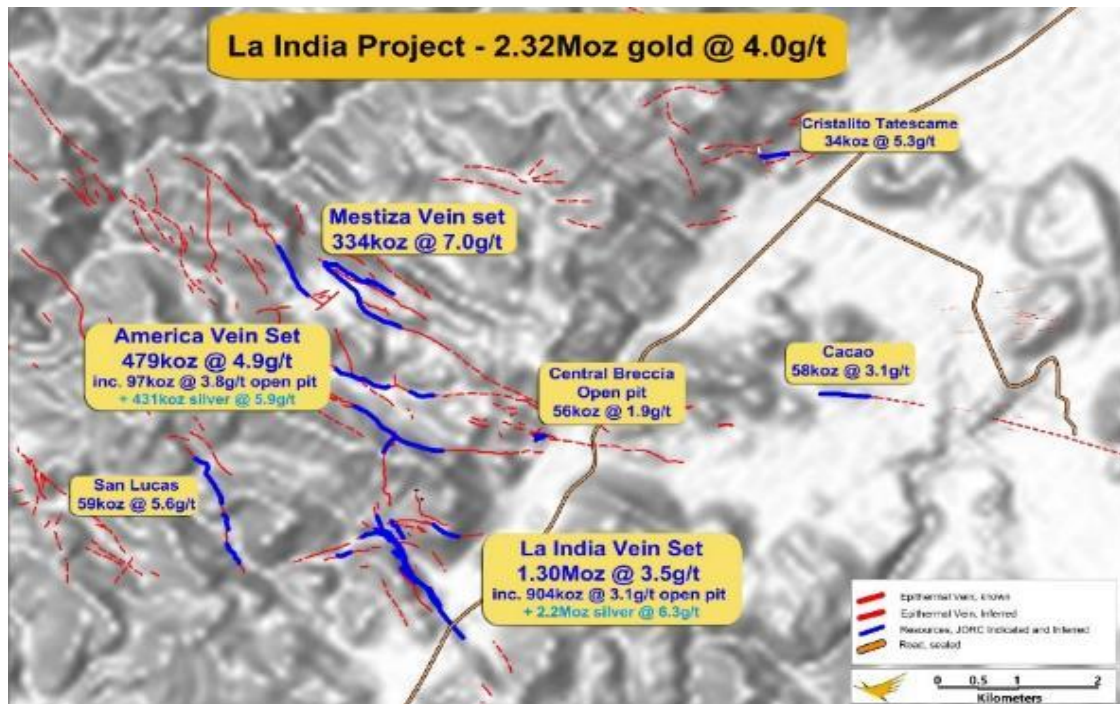 La India Project - 2.32Moz gold @ 4.0g/t
Cristalito Tatescame
34koz @ 5.3g/t
Mestiza Vein set
334koz @ 7.0g/t
America Vein Set
479koz @ 4.9g/t
inc. 97koz @ 3.8g/t open pit
+ 431koz silver @ 5.9g/t
Central Breccia
Open pit
56koz @ 1.9g/t
Cacao
58koz @ 3.1g/t
San Lucas
59koz @ 5.6g/t
La India Vein Set
1.30Moz @ 3.5g/t
inc. 904koz @ 3.1g/t open pit
+ 2.2Moz silver @ 6.3g/t
Epithermal Vein, known
Epithermal Vein, Inferred
Resources, JORC Indicated and Inferred
Road, sealed
0 0.5 1 2
Kilometers